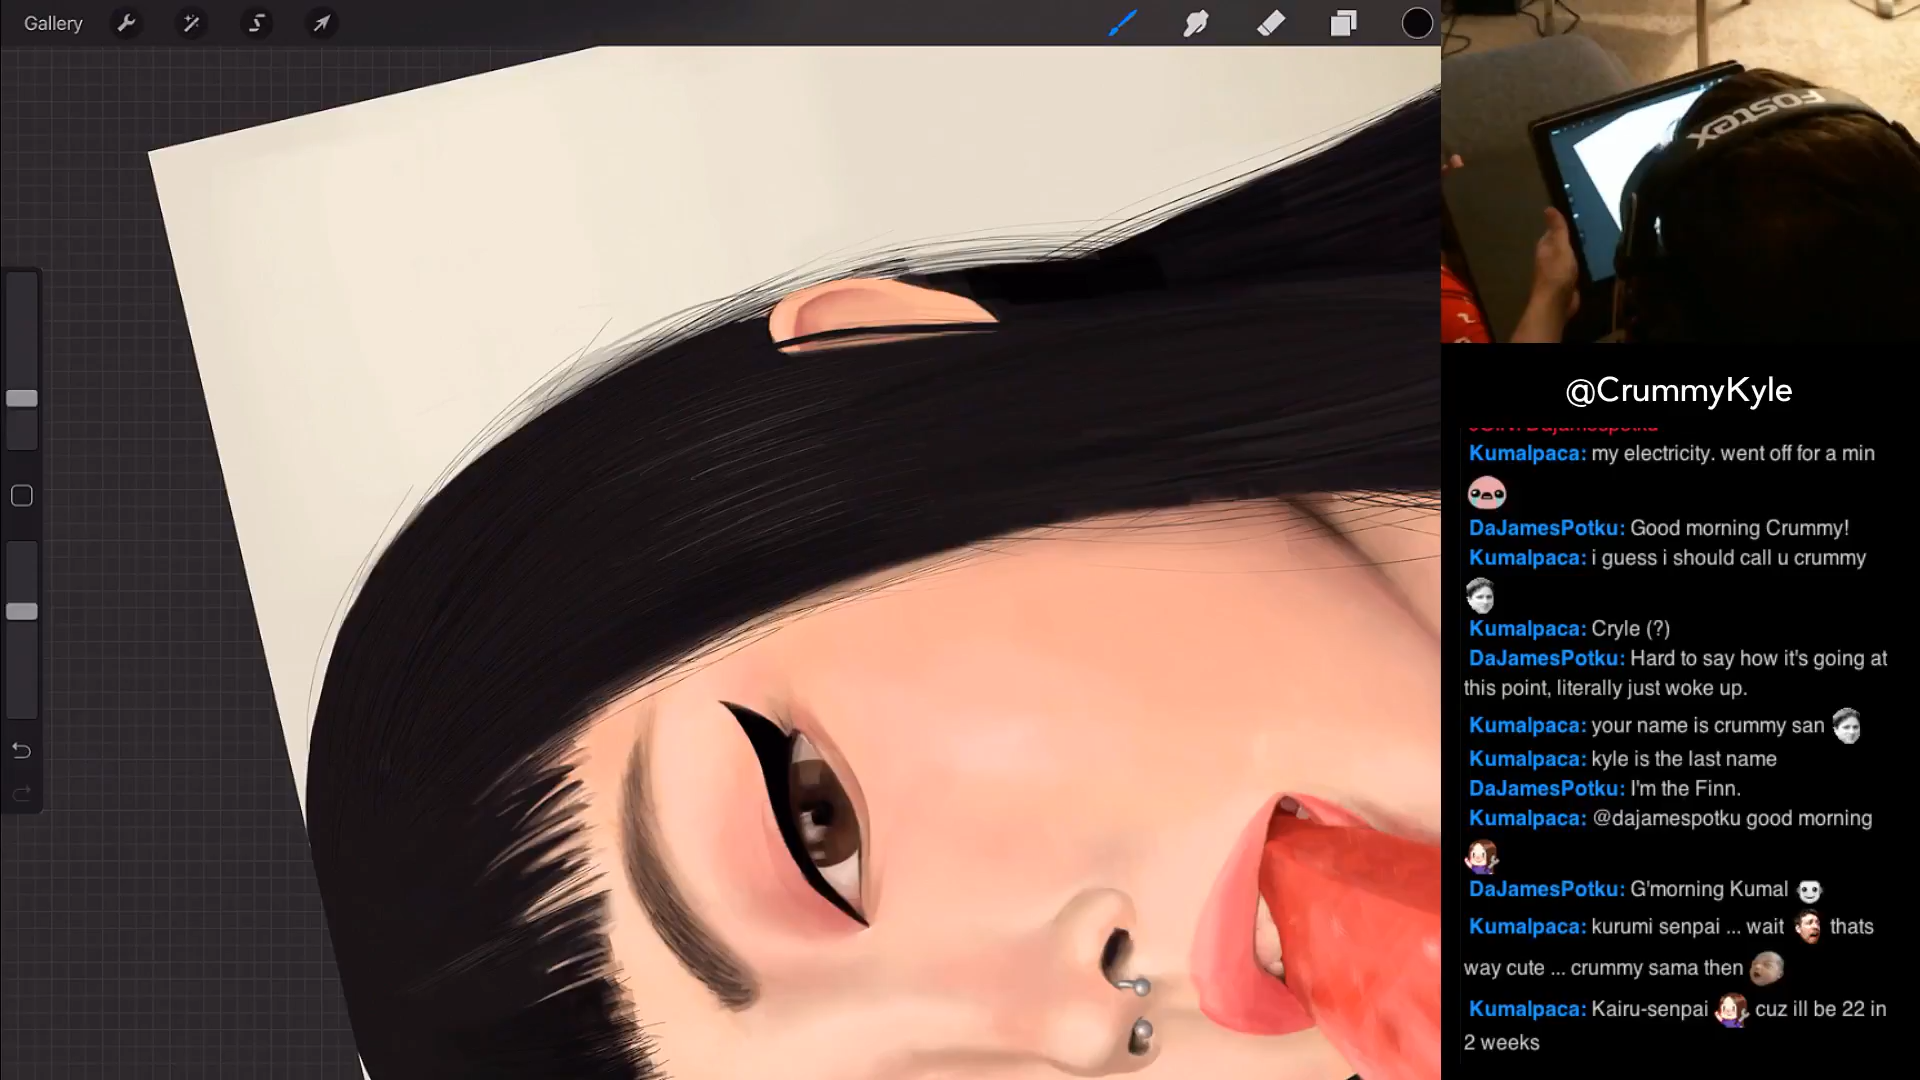 Gallery
Fostex
@CrummyKyle
Kumalpaca: my electricity. went off for a min
DaJamesPotku: Good morning Crummy!
Kumalpaca: i guess i should call u crummy
Kumalpaca: Cryle (?)
DaJamesPotku: Hard to say how it's going at
this point, literally just woke up.
Kumalpaca: your name is crummy san
Kumalpaca: kyle is the last name
DaJamesPotku: I'm the Finn.
Kumalpaca: @dajamespotku good morning
DaJamesPotku: G'morning Kumal
Kumalpaca: kurumi senpai ... wait thats
way cute ... crummy sama then
Kumalpaca: Kairu-senpai cuz ill be 22 in
2 weeks